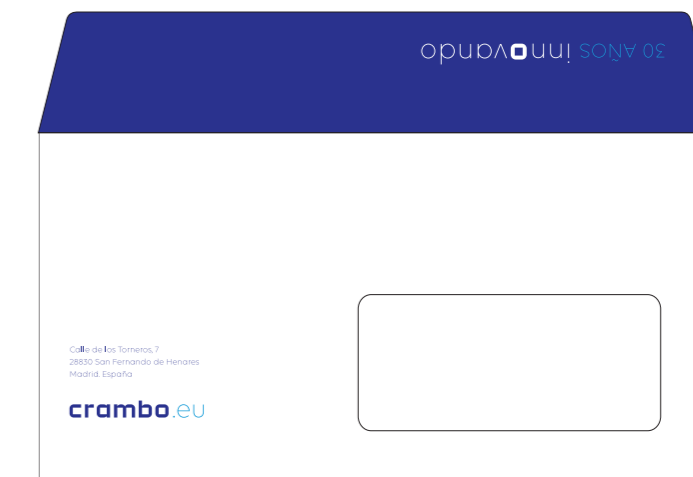 30 AÑOS innovando
Calle de los Torneros, 7
28830 San Fernando de Henares
Madrid. España
crambo.eu